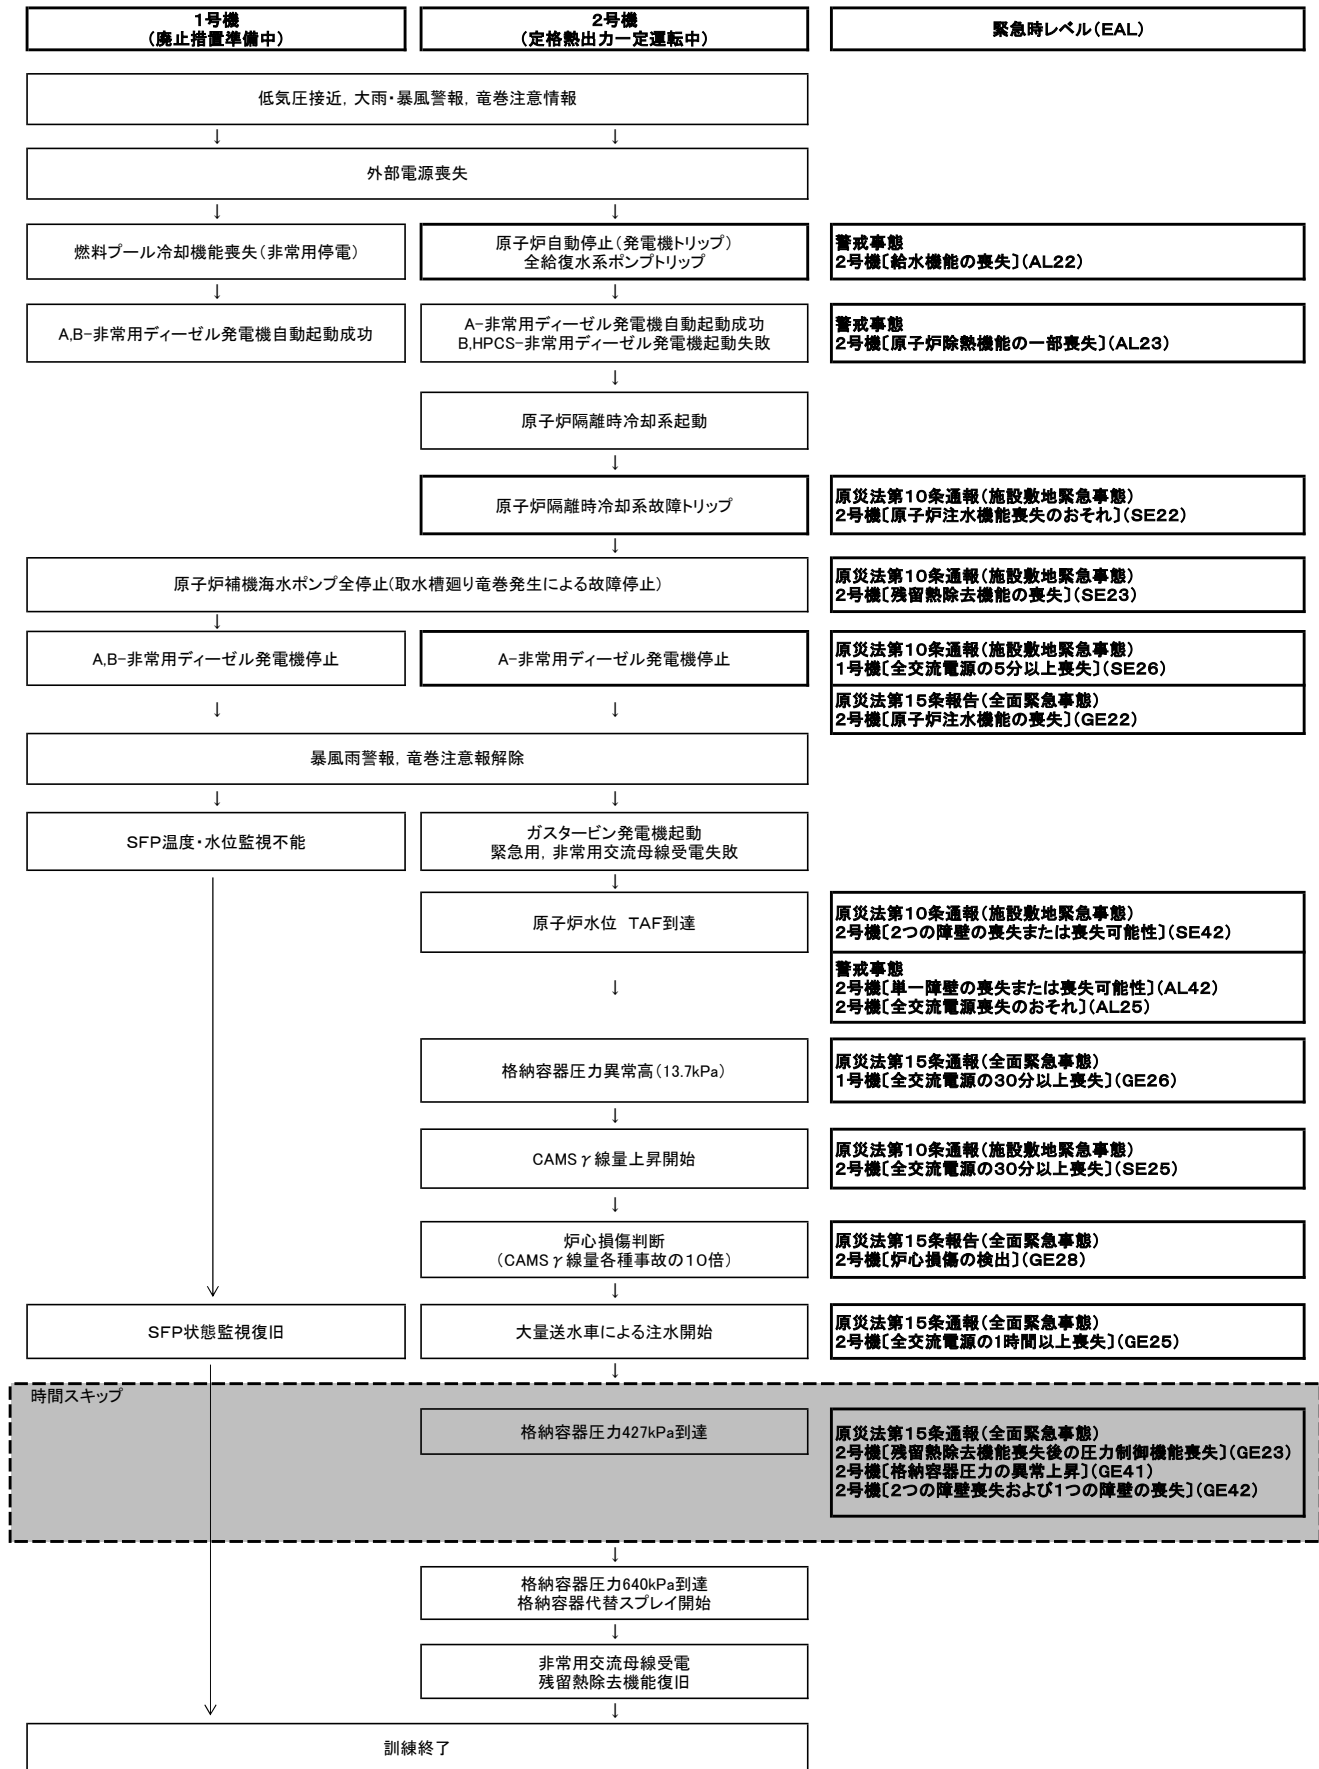 1号機
(廃止措置準備中)
2号機
(定格熱出力一定運転中)
緊急時レベル(EAL)
低気圧接近, 大雨・暴風警報, 竜巻注意情報
↓
↓
外部電源喪失
↓
↓
燃料プール冷却機能喪失(非常用停電)
原子炉自動停止(発電機トリップ)
全給復水系ポンプトリップ
警戒事態
2号機〔給水機能の喪失〕(AL22)
↓
↓
A,B-非常用ディーゼル発電機自動起動成功
A-非常用ディーゼル発電機自動起動成功
B,HPCS-非常用ディーゼル発電機起動失敗
警戒事態
2号機〔原子炉除熱機能の一部喪失〕(AL23)
↓
原子炉隔離時冷却系起動
↓
原子炉隔離時冷却系故障トリップ
原災法第10条通報(施設敷地緊急事態)
2号機〔原子炉注水機能喪失のおそれ〕(SE22)
↓
原子炉補機海水ポンプ全停止(取水槽廻り竜巻発生による故障停止)
原災法第10条通報(施設敷地緊急事態)
2号機〔残留熱除去機能の喪失〕(SE23)
↓
A,B-非常用ディーゼル発電機停止
A-非常用ディーゼル発電機停止
原災法第10条通報(施設敷地緊急事態)
1号機〔全交流電源の5分以上喪失〕(SE26)
原災法第15条報告(全面緊急事態)
2号機〔原子炉注水機能の喪失〕(GE22)
↓
↓
暴風雨警報, 竜巻注意報解除
↓
↓
SFP温度・水位監視不能
ガスタービン発電機起動
緊急用, 非常用交流母線受電失敗
↓
原子炉水位 TAF到達
原災法第10条通報(施設敷地緊急事態)
2号機〔2つの障壁の喪失または喪失可能性〕(SE42)
↓
警戒事態
2号機〔単一障壁の喪失または喪失可能性〕(AL42)
2号機〔全交流電源喪失のおそれ〕(AL25)
格納容器圧力異常高(13.7kPa)
原災法第15条通報(全面緊急事態)
1号機〔全交流電源の30分以上喪失〕(GE26)
↓
CAMSγ線量上昇開始
原災法第10条通報(施設敷地緊急事態)
2号機〔全交流電源の30分以上喪失〕(SE25)
↓
炉心損傷判断
(CAMSγ線量各種事故の10倍)
原災法第15条報告(全面緊急事態)
2号機〔炉心損傷の検出〕(GE28)
↓
SFP状態監視復旧
大量送水車による注水開始
原災法第15条通報(全面緊急事態)
2号機〔全交流電源の1時間以上喪失〕(GE25)
↓
時間スキップ
格納容器圧力427kPa到達
原災法第15条通報(全面緊急事態)
2号機〔残留熱除去機能喪失後の圧力制御機能喪失〕(GE23)
2号機〔格納容器圧力の異常上昇〕(GE41)
2号機〔2つの障壁喪失および1つの障壁の喪失〕(GE42)
↓
格納容器圧力640kPa到達
格納容器代替スプレイ開始
↓
非常用交流母線受電
残留熱除去機能復旧
↓
訓練終了